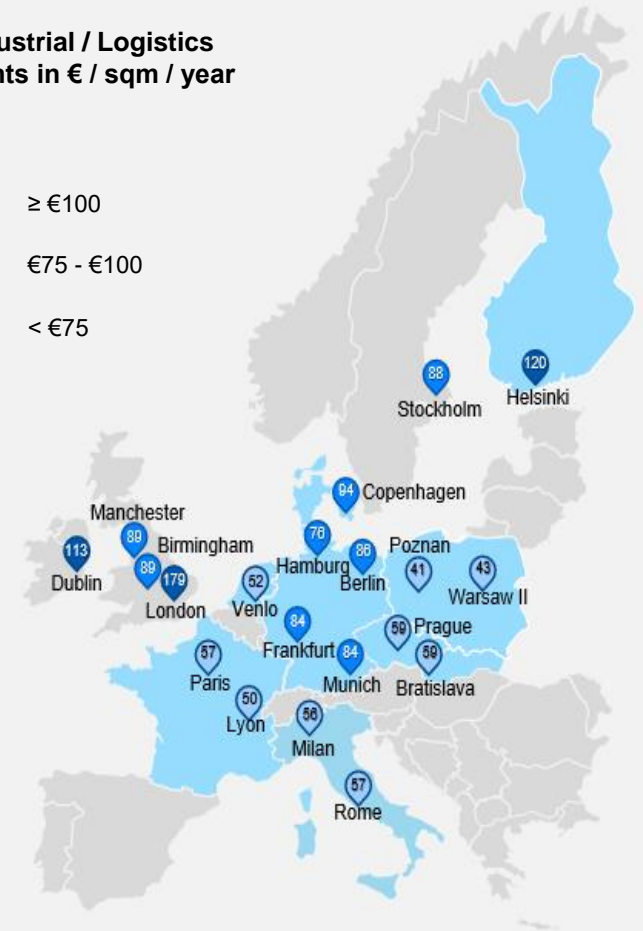 ustrial / Logistics
nts in € / sqm / year
≥ €100
€75 - €100
< €75
120
Helsinki
88
Stockholm
94 Copenhagen
Manchester
89 Birmingham
113
Dublin
89
179
London
76
Hamburg
86
Berlin
Poznan
41
43
Warsaw II
52
Venlo
84
Frankfurt
59 Prague
59
Bratislava
84
Munich
57
Paris
50
Lyon
56
Milan
57
Rome